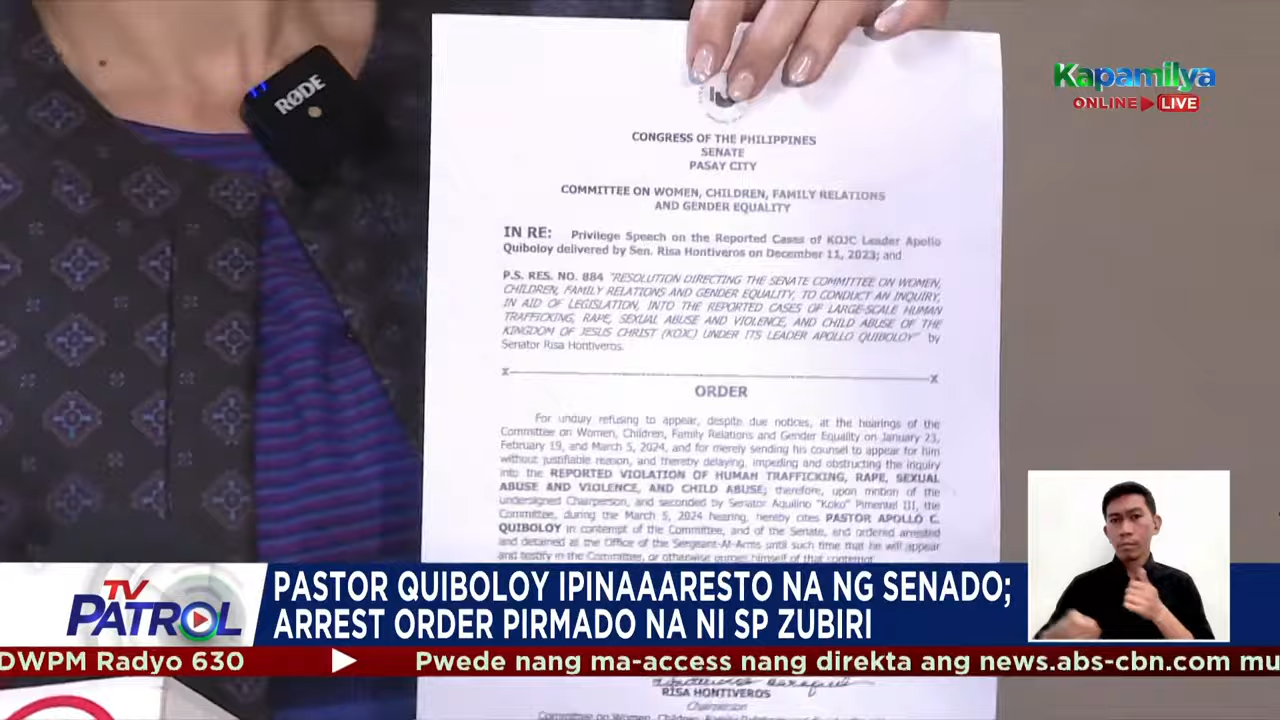 RØDE
Kapamilya
ONLINE LIVE
CONGRESS OF THE PHILIPPINES
SENATE
PASAY CITY
COMMITTEE ON WOMEN, CHILDREN, FAMILY RELATIONS
AND GENDER EQUALITY
IN RE: Privilege Speech on the Reported Cases of KOJC Leader Apollo
Quiboloy delivered by Sen. Risa Hontiveros on December 11, 2023; and
P.S. RES. NO. 884 "RESOLUTION DIRECTING THE SENATE COMMITTEE ON WOMEN,
CHILDREN, FAMILY RELATIONS AND GENDER EQUALITY, TO CONDUCT AN INQUIRY,
IN AID OF LEGISLATION, INTO THE REPORTED CASES OF LARGE-SCALE HUMAN
TRAFFICKING, RAPE, SEXUAL ABUSE AND VIOLENCE, AND CHILD ABUSE OF THE
KINGDOM OF JESUS CHRIST (KOJC) UNDER ITS LEADER APOLLO QUIBOLOY" by
Senator Risa Hontiveros.
x x
ORDER
For unduly refusing to appear, despite due notices, at the hearings of the
Committee on Women, Children, Family Relations and Gender Equality on January 23,
February 19, and March 5, 2024, and for merely sending his counsel to appear for him
without justifiable reason, and thereby delaying, impeding and obstructing the inquiry
into the REPORTED VIOLATION OF HUMAN TRAFFICKING, RAPE, SEXUAL
ABUSE AND VIOLENCE, AND CHILD ABUSE; therefore, upon motion of the
undersigned Chairperson, and seconded by Senator Aquilino "Koko" Pimentel III, the
Committee, during the March 5, 2024 hearing, hereby cites PASTOR APOLLO C.
QUIBOLOY in contempt of the Committee, and of the Senate, and ordered arrested
and detained at the Office of the Sergeant-At-Arms until such time that he will appear
and testify in the Committee, or otherwise purges himself of that contempt.
TV PATROL
PASTOR QUIBOLOY IPINAAARESTO NA NG SENADO;
ARREST ORDER PIRMADO NA NI SP ZUBIRI
DWPM Radyo 630 Pwede nang ma-access nang direkta ang news.abs-cbn.com mu
RISA HONTIVEROS
Chairperson